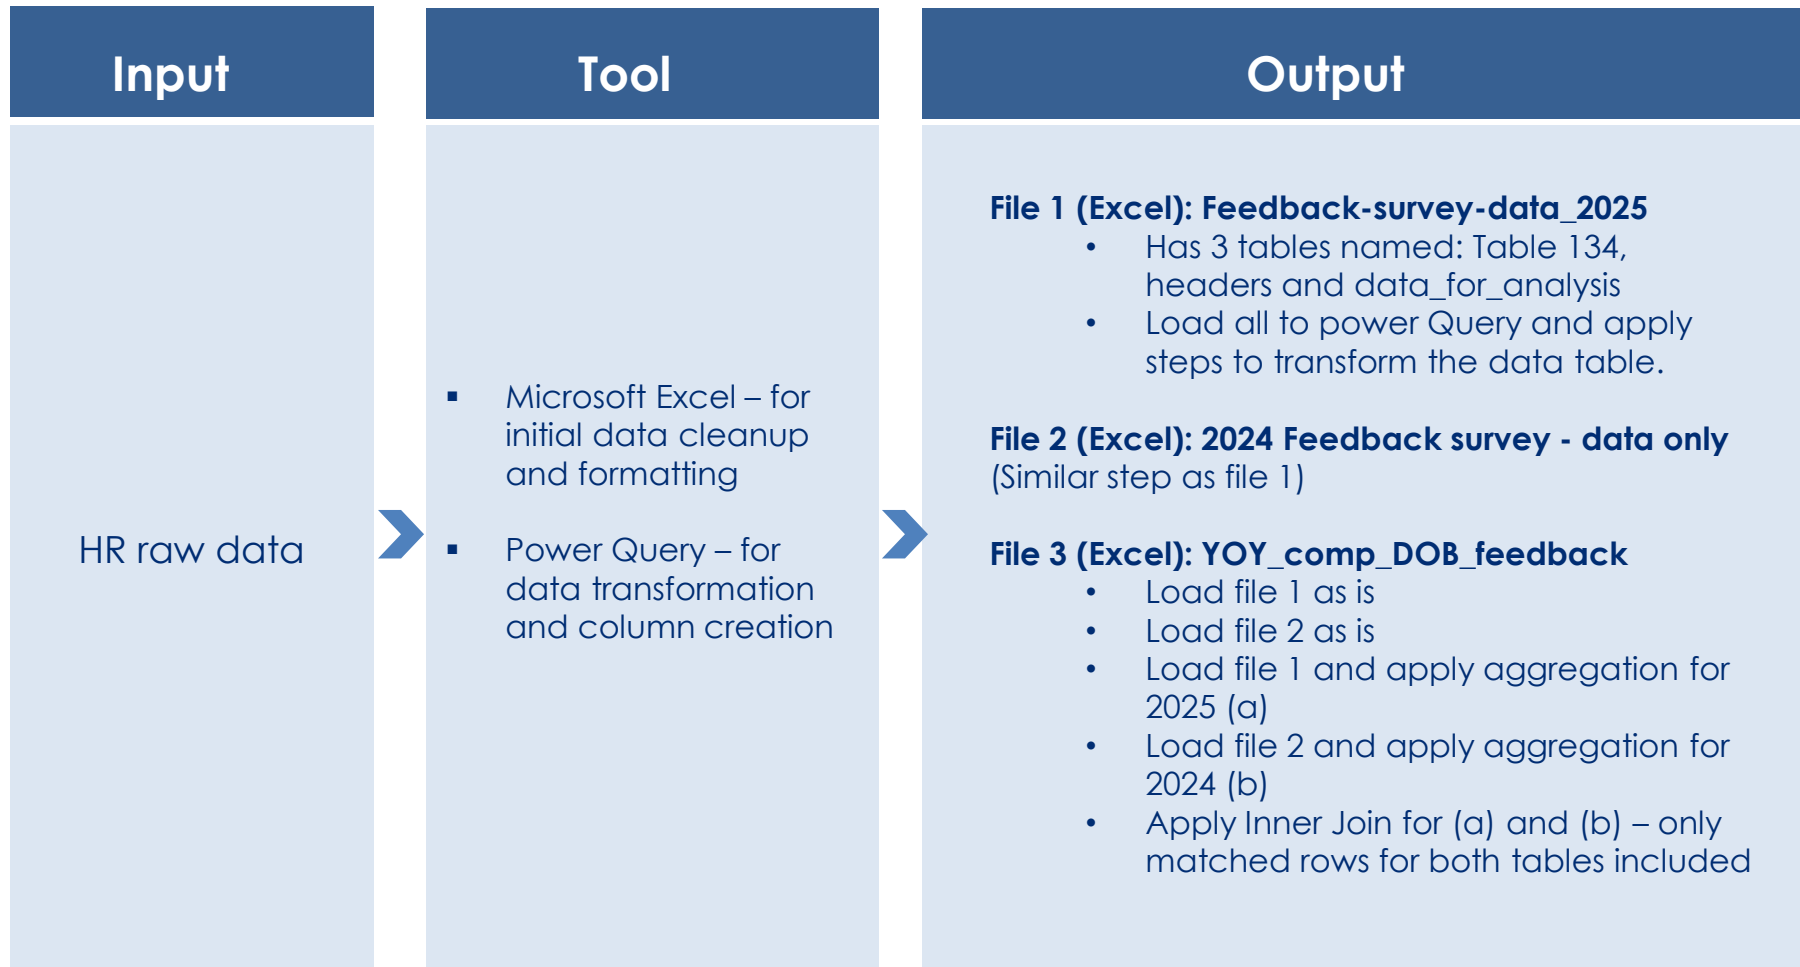 Input
Tool
Output
HR raw data
▪ Microsoft Excel – for
initial data cleanup
and formatting
▪ Power Query – for
data transformation
and column creation
File 1 (Excel): Feedback-survey-data_2025
• Has 3 tables named: Table 134,
headers and data_for_analysis
• Load all to power Query and apply
steps to transform the data table.
File 2 (Excel): 2024 Feedback survey - data only
(Similar step as file 1)
File 3 (Excel): YOY_comp_DOB_feedback
• Load file 1 as is
• Load file 2 as is
• Load file 1 and apply aggregation for
2025 (a)
• Load file 2 and apply aggregation for
2024 (b)
• Apply Inner Join for (a) and (b) – only
matched rows for both tables included